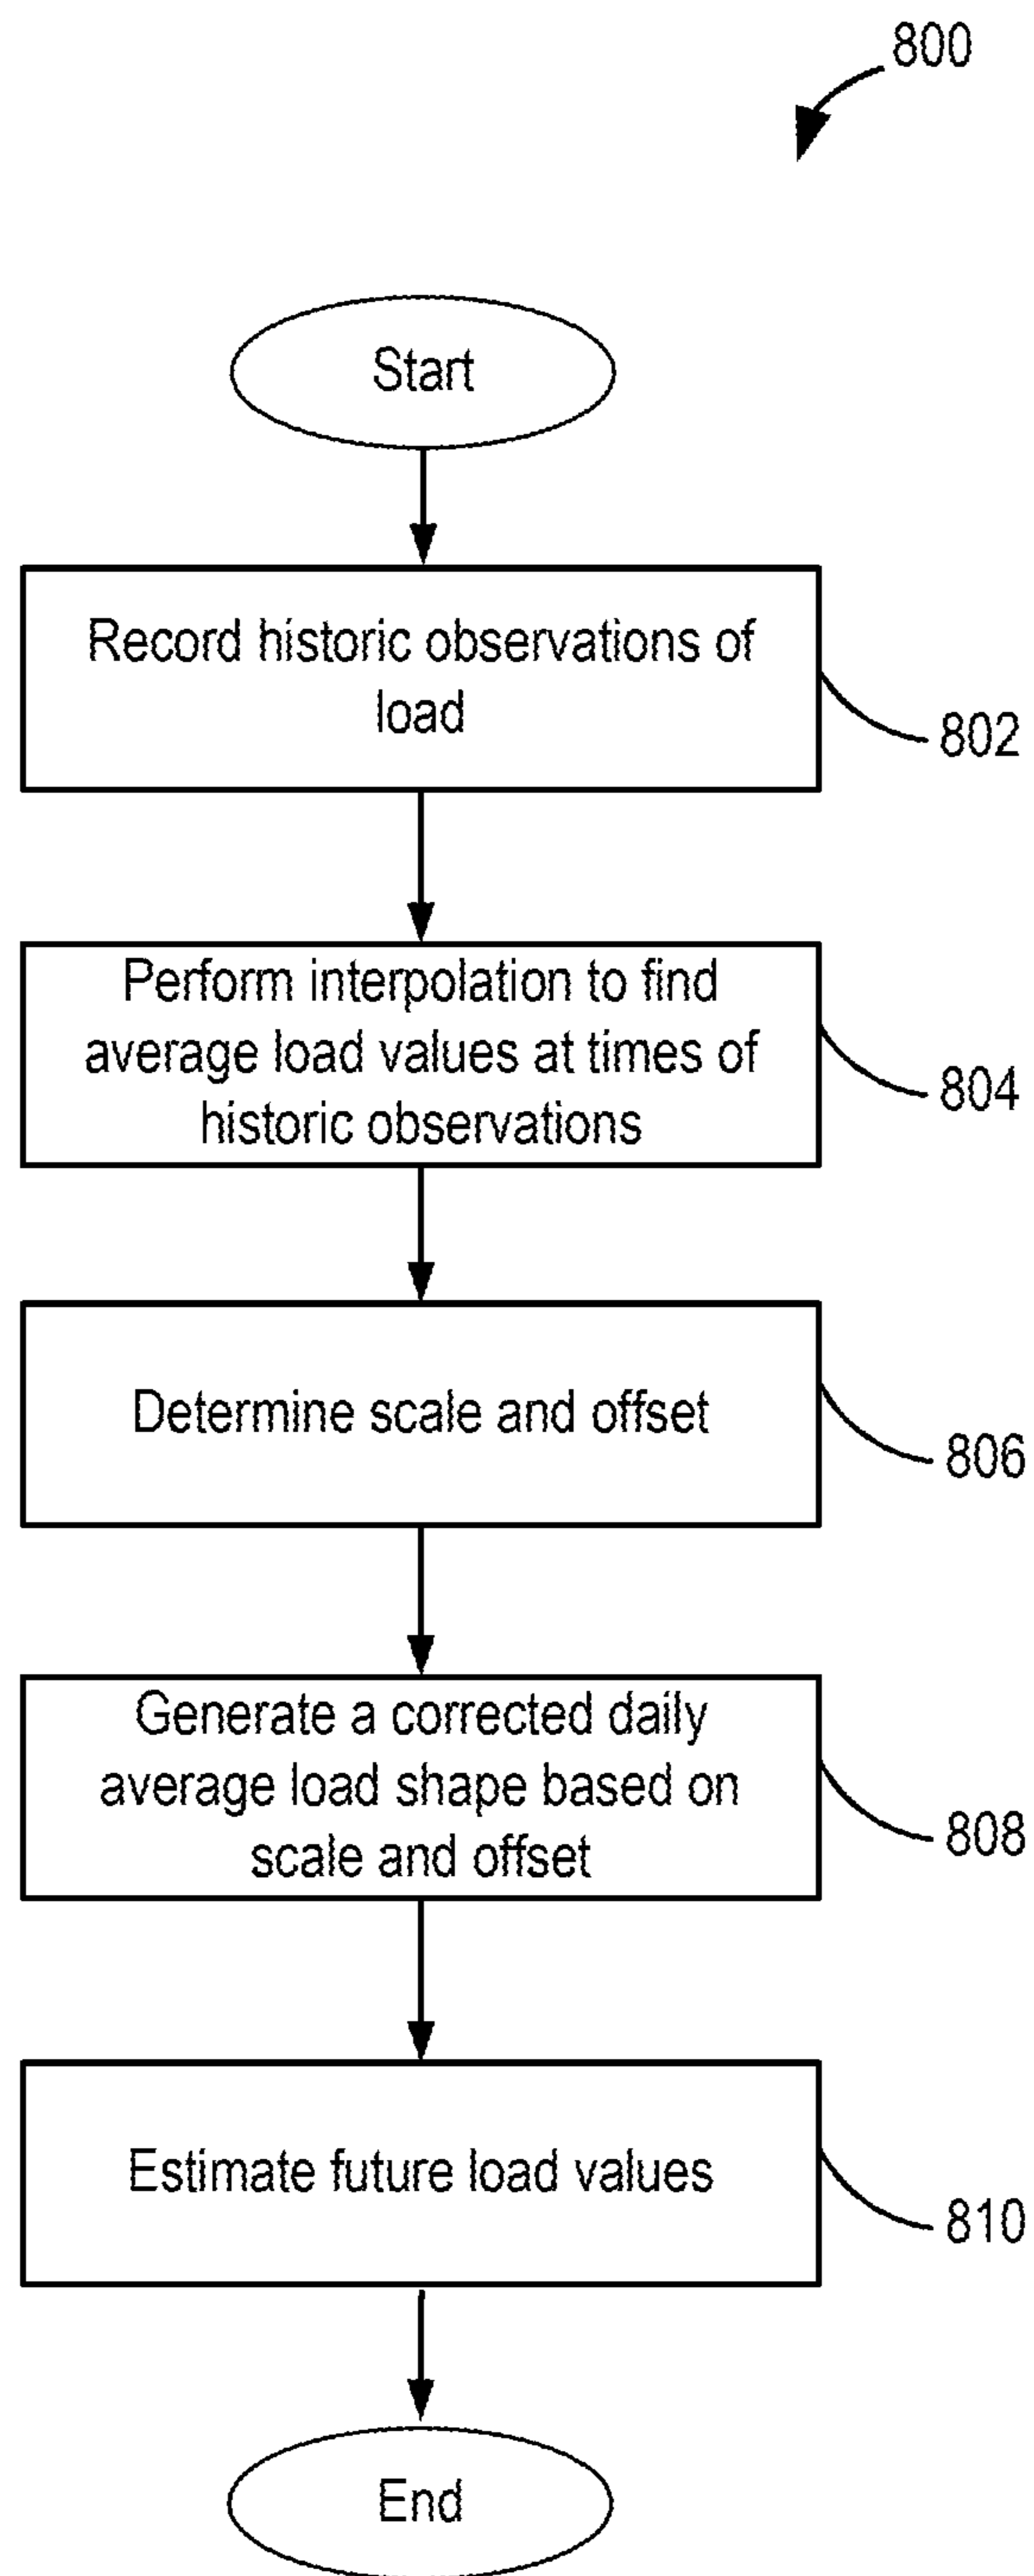 800
Start
Record historic observations of
load
802
Perform interpolation to find
average load values at times of
historic observations
804
Determine scale and offset
806
Generate a corrected daily
average load shape based on
scale and offset
808
Estimate future load values
810
End